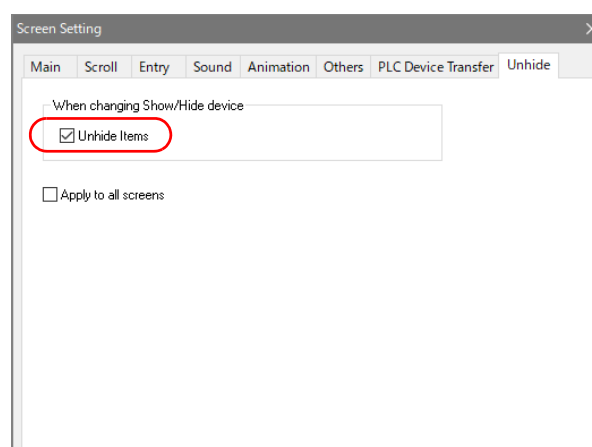 Screen Setting
Main Scroll Entry Sound Animation Others PLC Device Transfer Unhide
When changing Show/Hide device
Unhide Items
Apply to all screens